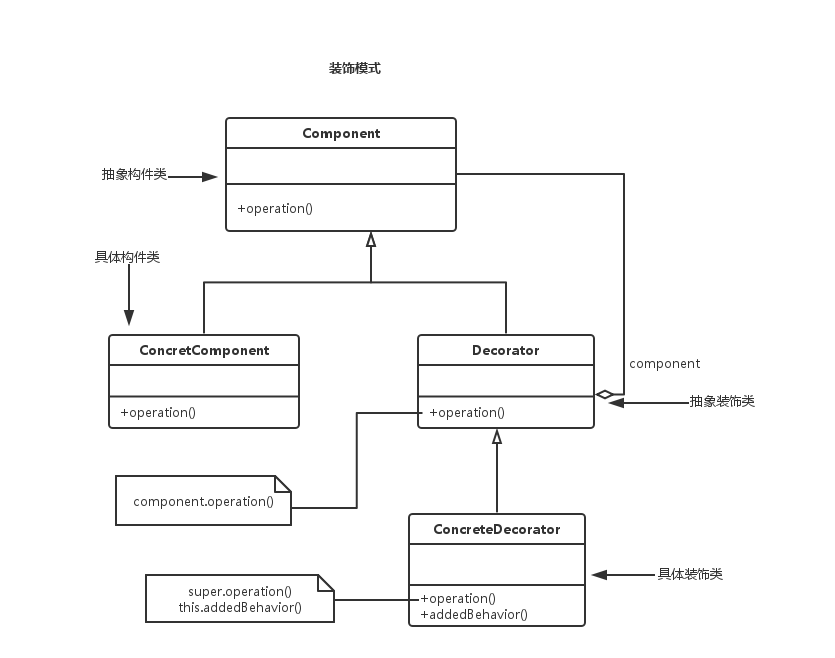 装饰模式
Component
抽象构件类
+operation()
具体构件类
ConcretComponent
Decorator
component
+operation()
+operation()
抽象装饰类
component.operation()
ConcreteDecorator
具体装饰类
super.operation()
this.addedBehavior()
+operation()
+addedBehavior()